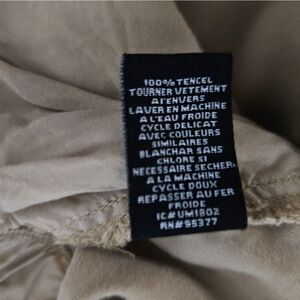 100% TENCEL
TOURNER VETEMENT
A L'ENVERS
LAVER EN MACHINE
A L'EAU FROIDE
CYCLE DELICAT
AVEC COULEURS
SIMILAIRES
BLANCHAR SANS
CHLORE SI
NECESSAIRE SECHER
A LA MACHINE
CYCLE DOUX
REPASSER AU FER
FROIDE
IC#UM1802
RN#95377